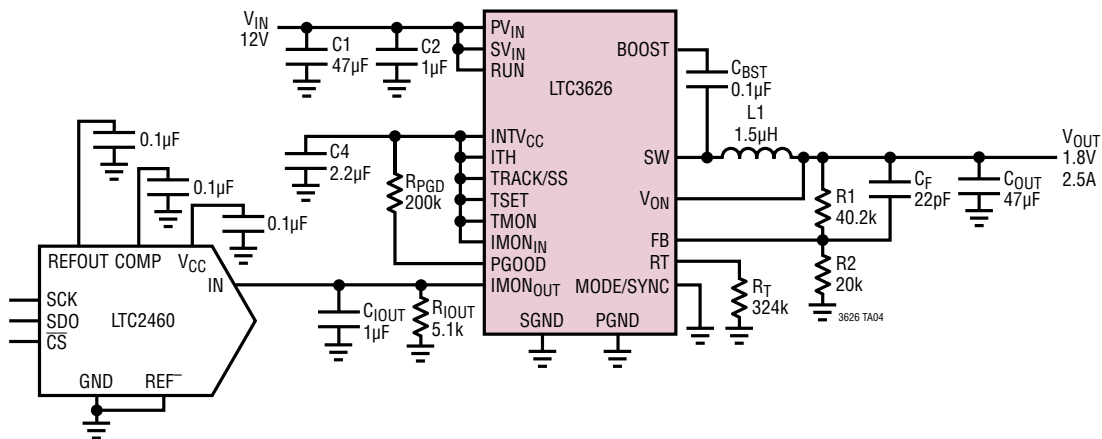 VIN
12V
C1
47µF
C2
1µF
PVIN
SVIN
RUN
BOOST
LTC3626
CBST
0.1µF
L1
1.5µH
0.1µF
0.1µF
0.1µF
C4
2.2µF
RPGD
200k
INTVCC
ITH
TRACK/SS
TSET
TMON
IMONIN
PGOOD
IMONOUT
SW
VON
FB
RT
MODE/SYNC
SGND
PGND
VOUT
1.8V
2.5A
R1
40.2k
CF
22pF
COUT
47µF
R2
20k
RT
324k
3626 TA04
REFOUT
COMP
VCC
IN
SCK
SDO
C̅S̅
LTC2460
GND
REF–
CIOUT
1µF
RIOUT
5.1k